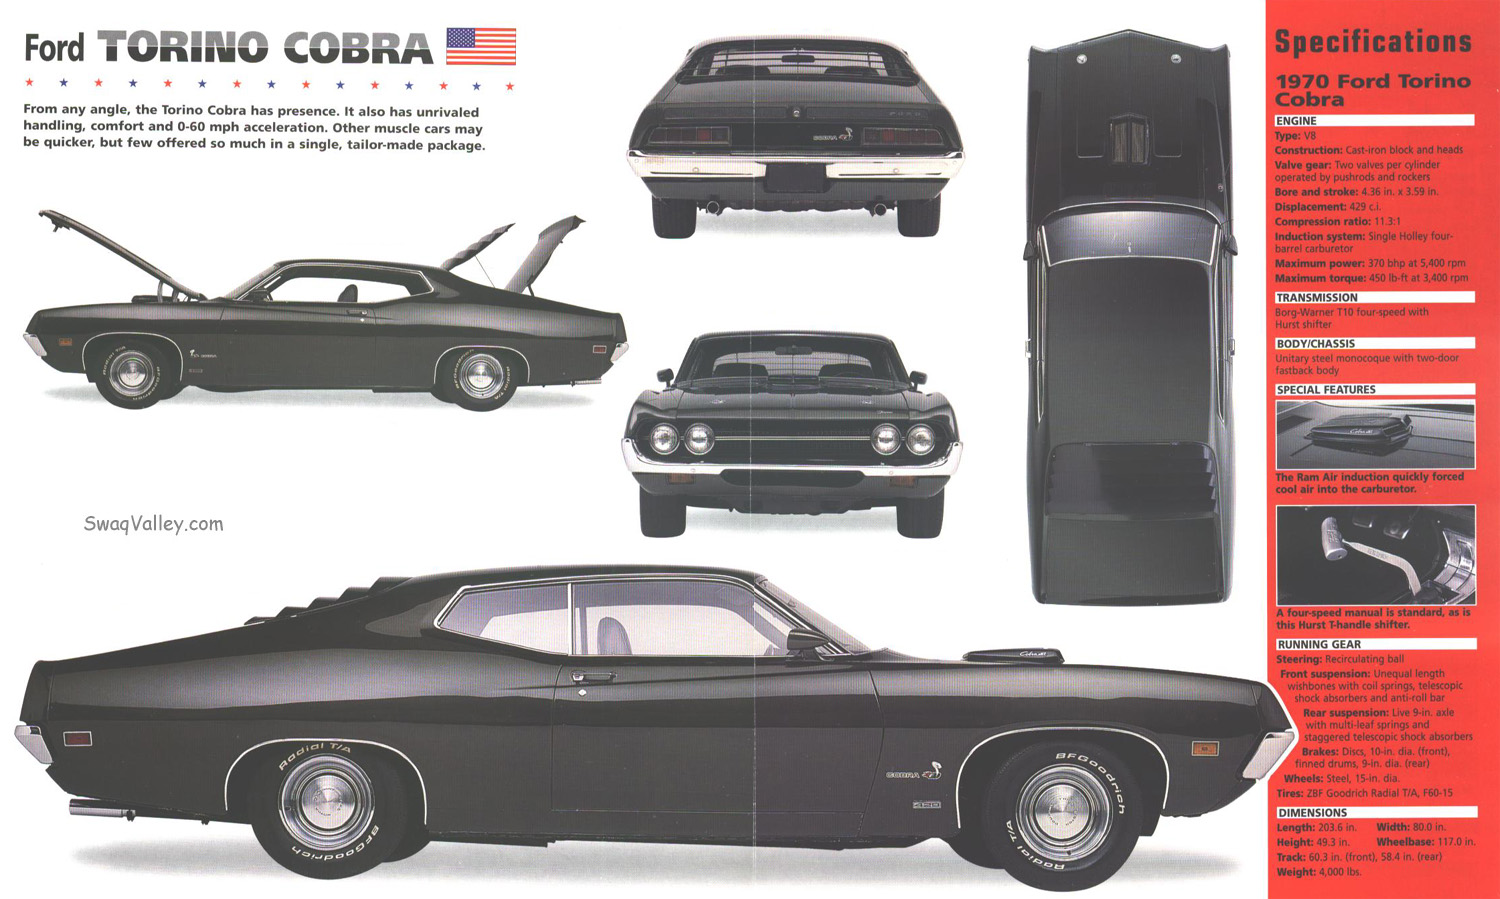 Ford TORINO COBRA
From any angle, the Torino Cobra has presence. It also has unrivaled
handling, comfort and 0-60 mph acceleration. Other muscle cars may
be quicker, but few offered so much in a single, tailor-made package.
SwagValley.com
COBRA
Radial T/A
BFGoodrich
Cobra Jet
COBRA
BFGoodrich
Radial T/A
Specifications
1970 Ford Torino
Cobra
ENGINE
Type: V8
Construction: Cast-iron block and heads
Valve gear: Two valves per cylinder
operated by pushrods and rockers
Bore and stroke: 4.36 in. x 3.59 in.
Displacement: 429 c.i.
Compression ratio: 11.3:1
Induction system: Single Holley four-
barrel carburetor
Maximum power: 370 bhp at 5,400 rpm
Maximum torque: 450 lb-ft at 3,400 rpm
TRANSMISSION
Borg-Warner T10 four-speed with
Hurst shifter
BODY/CHASSIS
Unitary steel monocoque with two-door
fastback body
SPECIAL FEATURES
The Ram Air induction quickly forced
cool air into the carburetor.
A four-speed manual is standard, as is
this Hurst T-handle shifter.
RUNNING GEAR
Steering: Recirculating ball
Front suspension: Unequal length
wishbones with coil springs, telescopic
shock absorbers and anti-roll bar
Rear suspension: Live 9-in. axle
with multi-leaf springs and
staggered telescopic shock absorbers
Brakes: Discs, 10-in. dia. (front),
finned drums, 9-in. dia. (rear)
Wheels: Steel, 15-in. dia.
Tires: ZBF Goodrich Radial T/A, F60-15
DIMENSIONS
Length: 203.6 in. Width: 80.0 in.
Height: 49.3 in. Wheelbase: 117.0 in.
Track: 60.3 in. (front), 58.4 in. (rear)
Weight: 4,000 lbs.